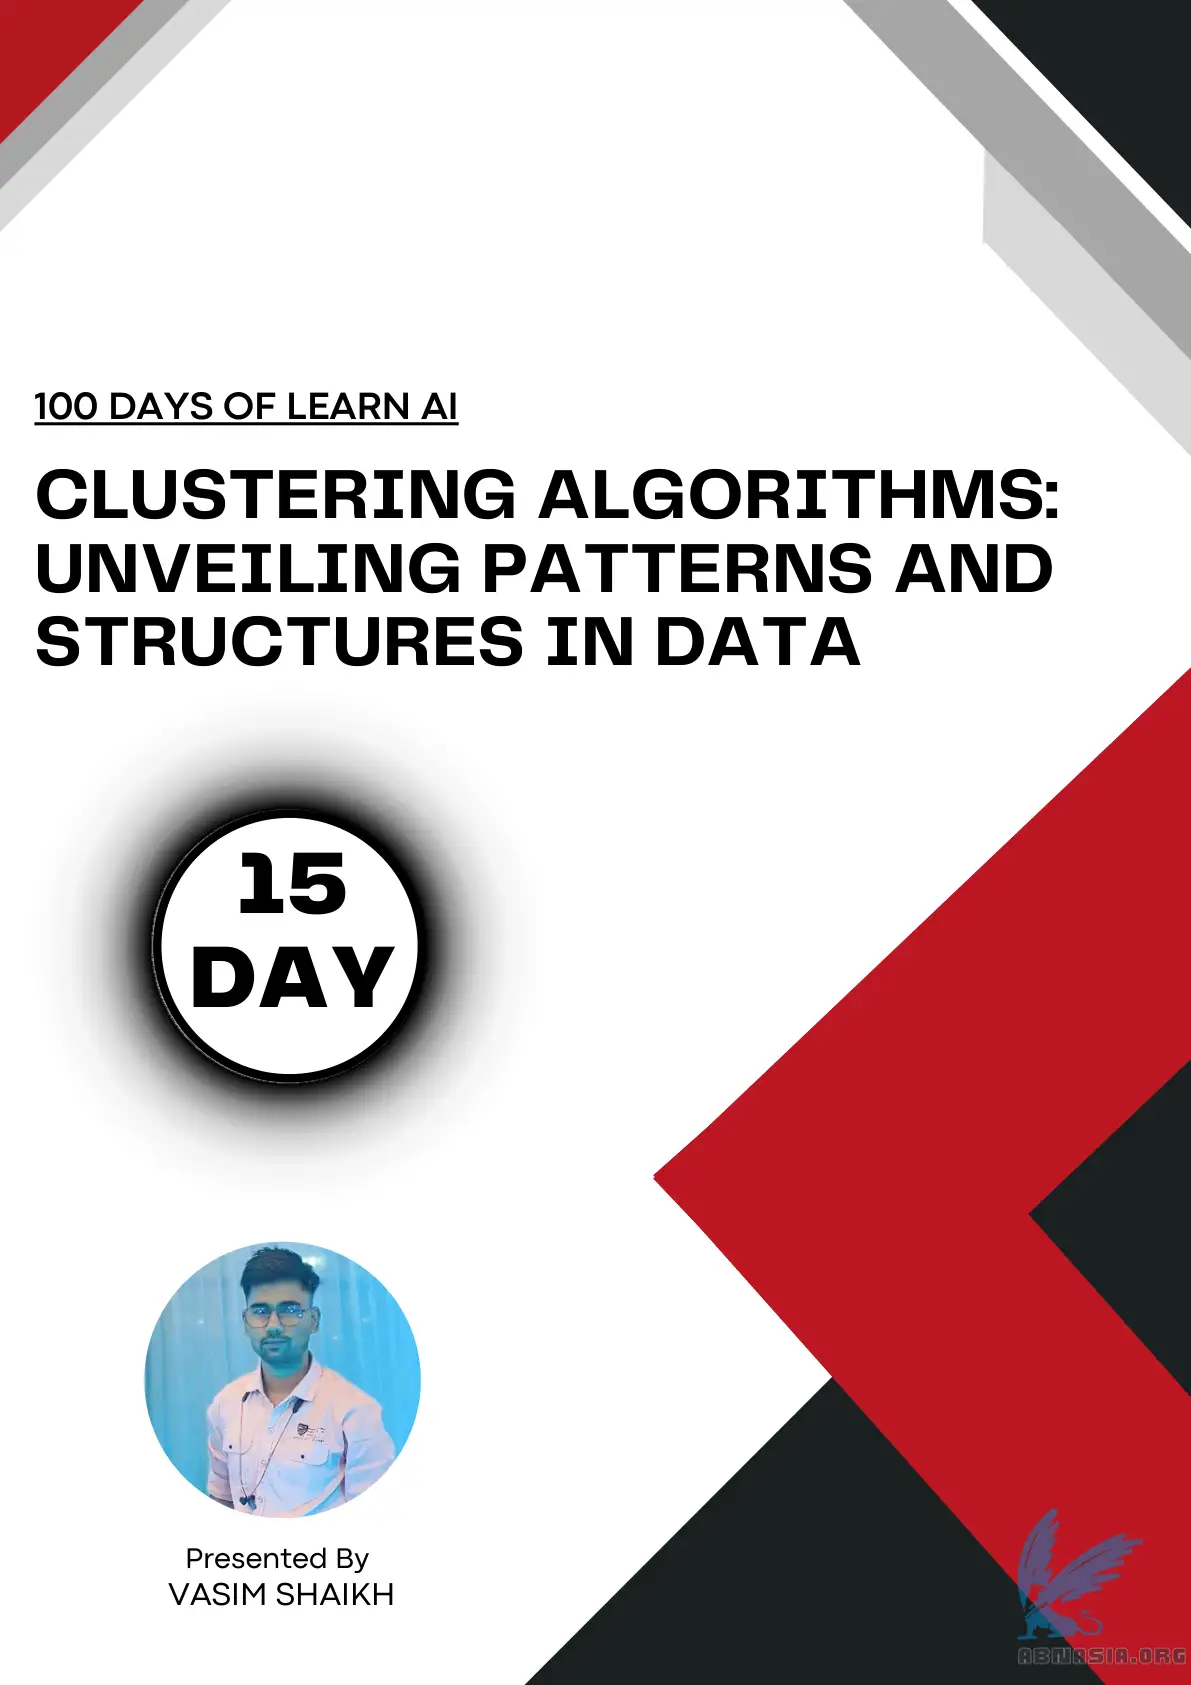 100 DAYS OF LEARN AI
CLUSTERING ALGORITHMS:
UNVEILING PATTERNS AND
STRUCTURES IN DATA
15
DAY
Presented By
VASIM SHAIKH
ABNASIA.ORG